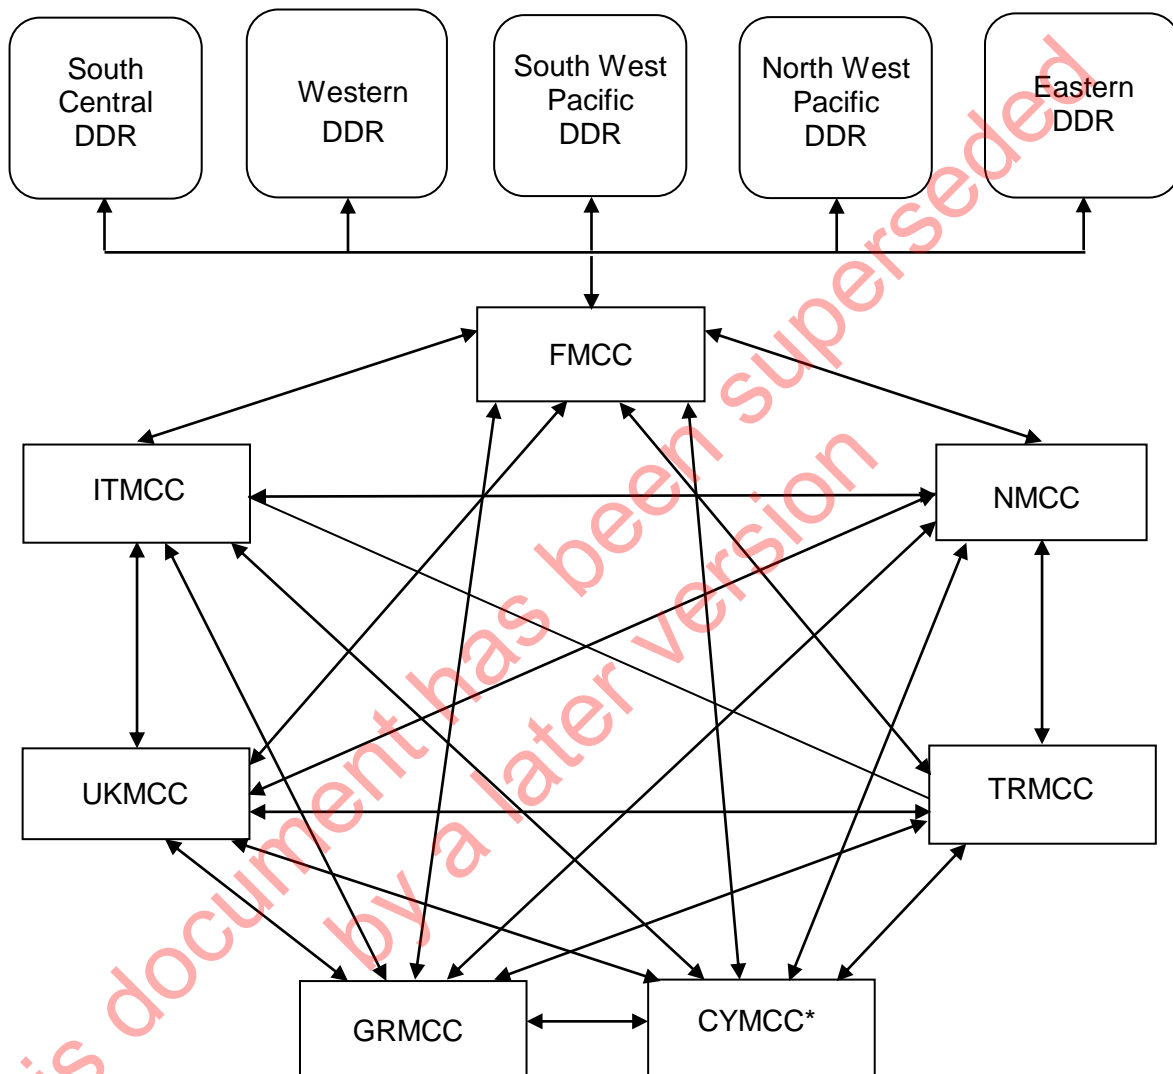 South
Central
DDR
Western
DDR
South West
Pacific
DDR
North West
Pacific
DDR
Eastern
DDR
FMCC
ITMCC
NMCC
UKMCC
TRMCC
GRMCC
CYMCC*
is document has been superseded
by a later version